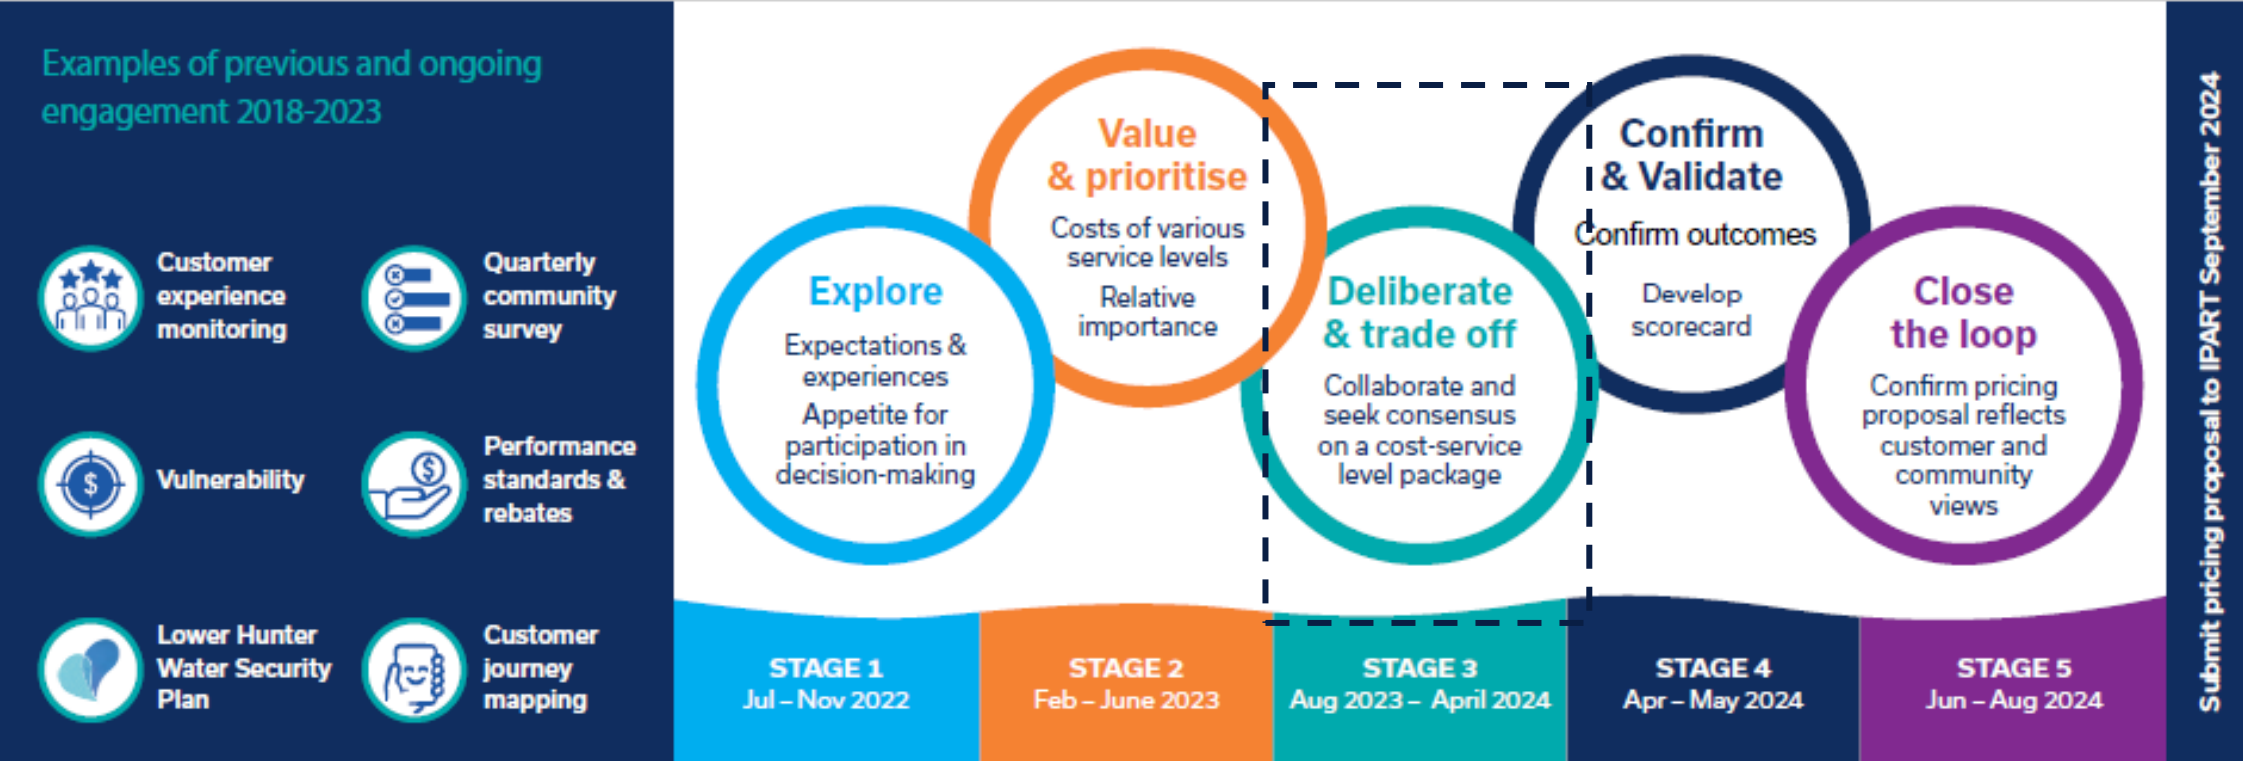 Examples of previous and ongoing
engagement 2018-2023
Customer
experience
monitoring
Quarterly
community
survey
Vulnerability
Performance
standards &
rebates
Lower Hunter
Water Security
Plan
Customer
journey
mapping
Explore
Expectations &
experiences
Appetite for
participation in
decision-making
Value
& prioritise
Costs of various
service levels
Relative
importance
Deliberate
& trade off
Collaborate and
seek consensus
on a cost-service
level package
Confirm
& Validate
Confirm outcomes
Develop
scorecard
Close
the loop
Confirm pricing
proposal reflects
customer and
community
views
STAGE 1
Jul – Nov 2022
STAGE 2
Feb – June 2023
STAGE 3
Aug 2023 – April 2024
STAGE 4
Apr – May 2024
STAGE 5
Jun – Aug 2024
Submit pricing proposal to IPART September 2024